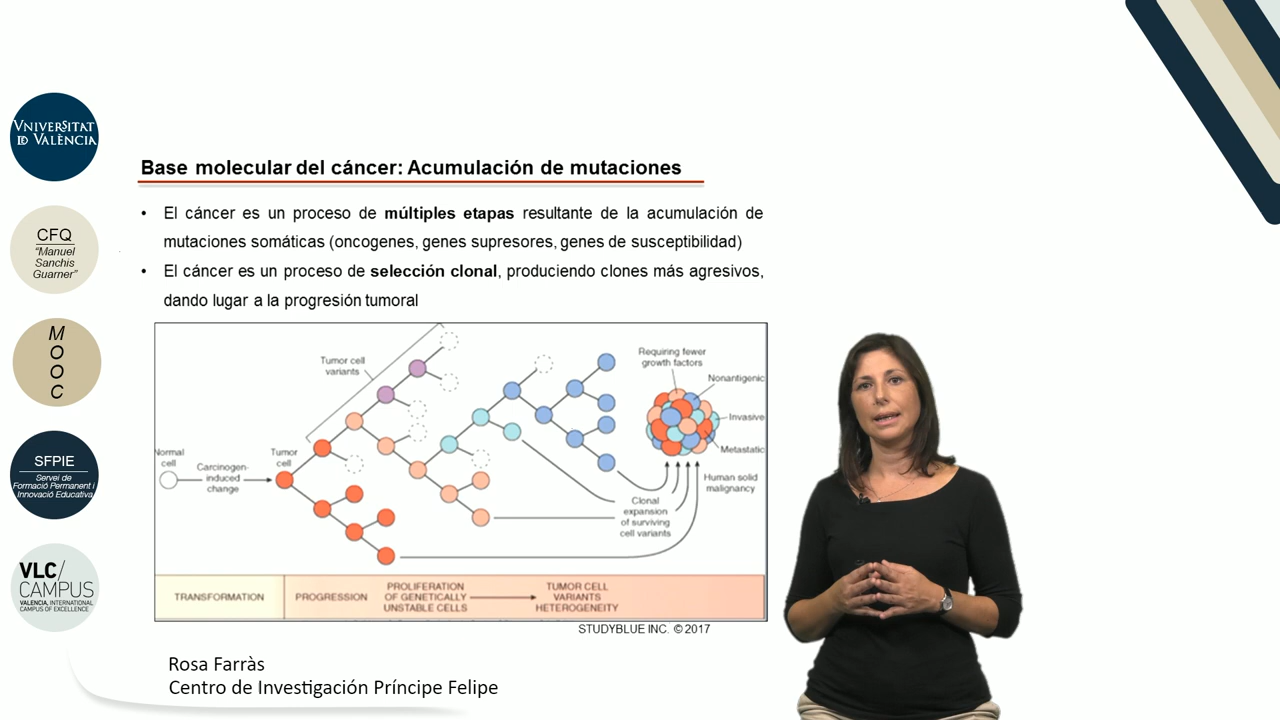 VNIVERSITAT
ID VALÈNCIA
CFQ
“Manuel
Sanchis
Guarner”
M
O
O
C
SFPIE
Servei de
Formació Permanent i
Innovació Educativa
VLC/
CAMPUS
VALENCIA, INTERNATIONAL
CAMPUS OF EXCELLENCE
Base molecular del cáncer: Acumulación de mutaciones
• El cáncer es un proceso de múltiples etapas resultante de la acumulación de
mutaciones somáticas (oncogenes, genes supresores, genes de susceptibilidad)
• El cáncer es un proceso de selección clonal, produciendo clones más agresivos,
dando lugar a la progresión tumoral
Tumor cell
variants
Requiring fewer
growth factors
Nonantigenic
Invasive
Metastatic
Normal
cell
Carcinogen-
induced
change
Tumor
cell
Human solid
malignancy
Clonal
expansion
of surviving
cell variants
TRANSFORMATION
PROGRESSION
PROLIFERATION
OF GENETICALLY
UNSTABLE CELLS
TUMOR CELL
VARIANTS
HETEROGENEITY
STUDYBLUE INC. © 2017
Rosa Farràs
Centro de Investigación Príncipe Felipe